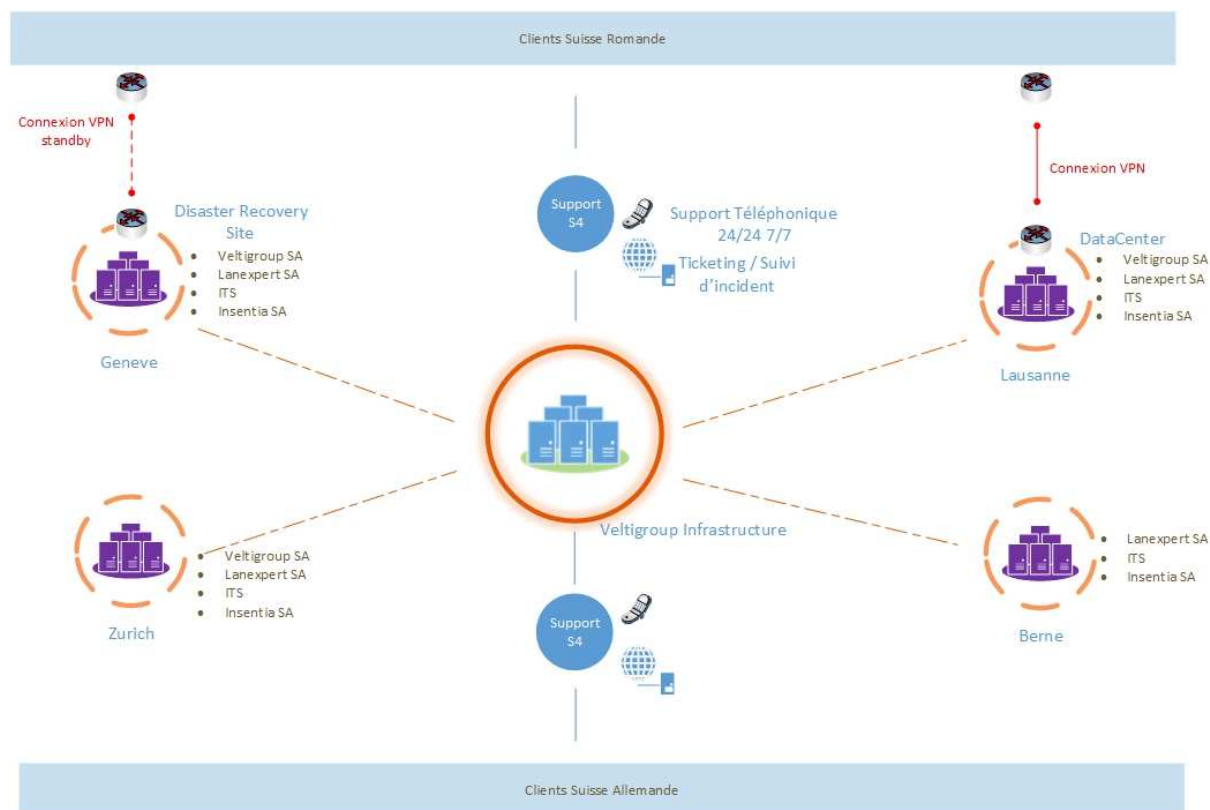 Clients Suisse Romande
Connexion VPN
standby
Disaster Recovery
Site
• Veltigroup SA
• Lanexpert SA
• ITS
• Insentia SA
Geneve
Support
S4
Support Téléphonique
24/24 7/7
Ticketing / Suivi
d'incident
Connexion VPN
DataCenter
• Veltigroup SA
• Lanexpert SA
• ITS
• Insentia SA
Lausanne
Veltigroup Infrastructure
• Veltigroup SA
• Lanexpert SA
• ITS
• Insentia SA
Zurich
Support
S4
• Lanexpert SA
• ITS
• Insentia SA
Berne
Clients Suisse Allemande